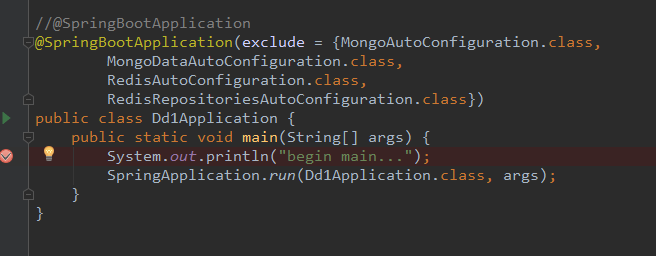 //@SpringBootApplication
@SpringBootApplication(exclude = {MongoAutoConfiguration.class,
MongoDataAutoConfiguration.class,
RedisAutoConfiguration.class,
RedisRepositoriesAutoConfiguration.class})
public class Dd1Application {
public static void main(String[] args) {
System.out.println("begin main...");
SpringApplication.run(Dd1Application.class, args);
}
}